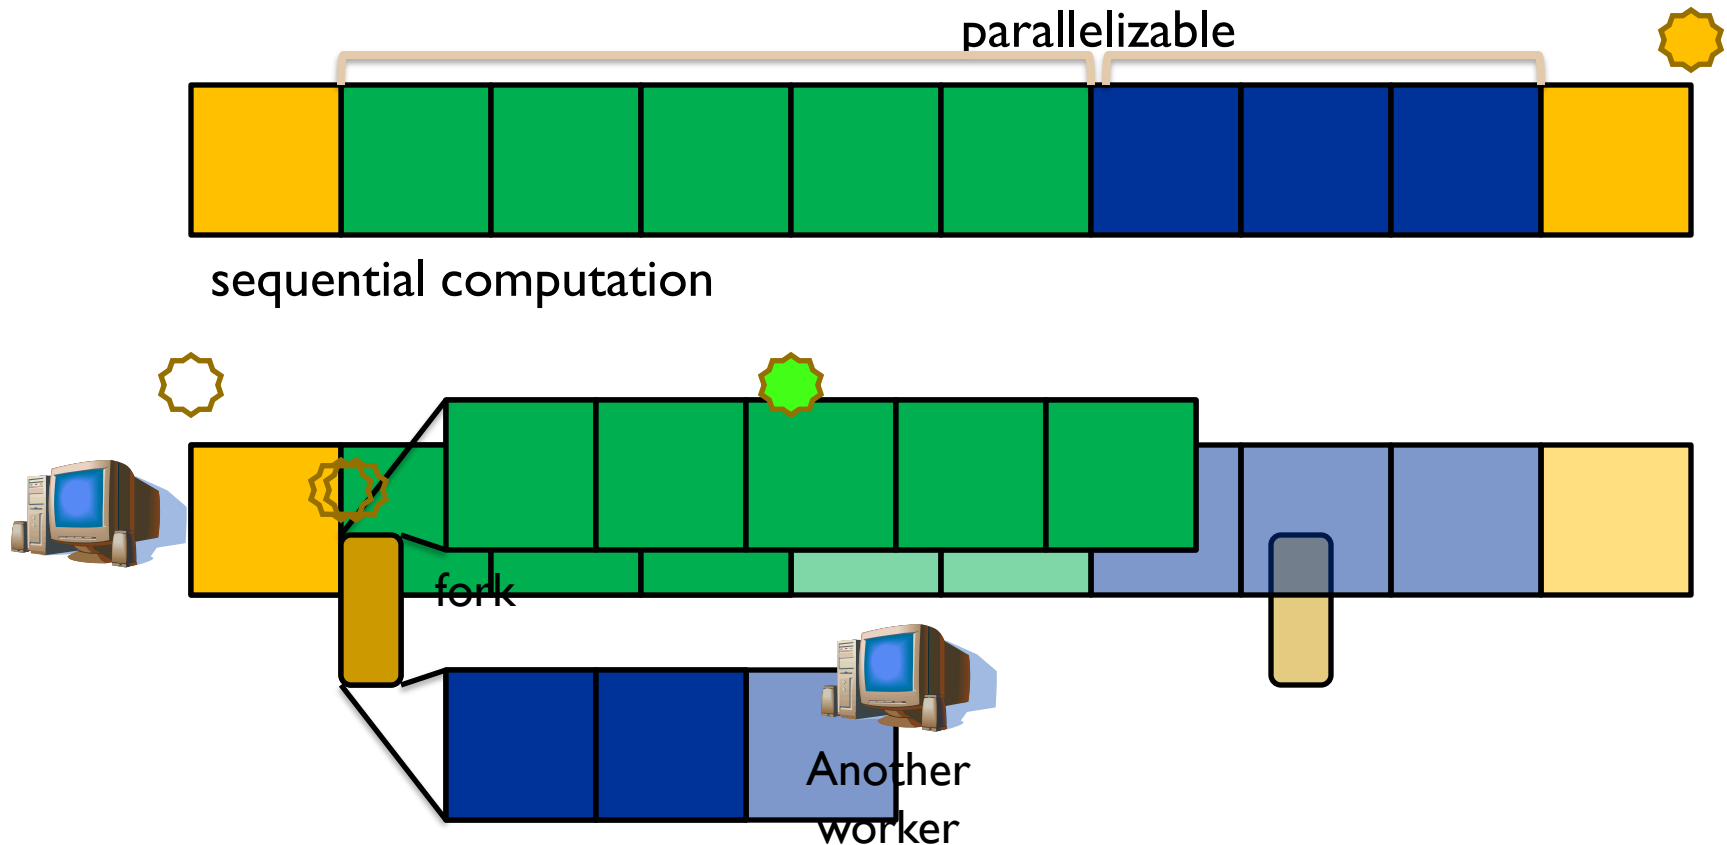 parallelizable
sequential computation
fork
Another
worker